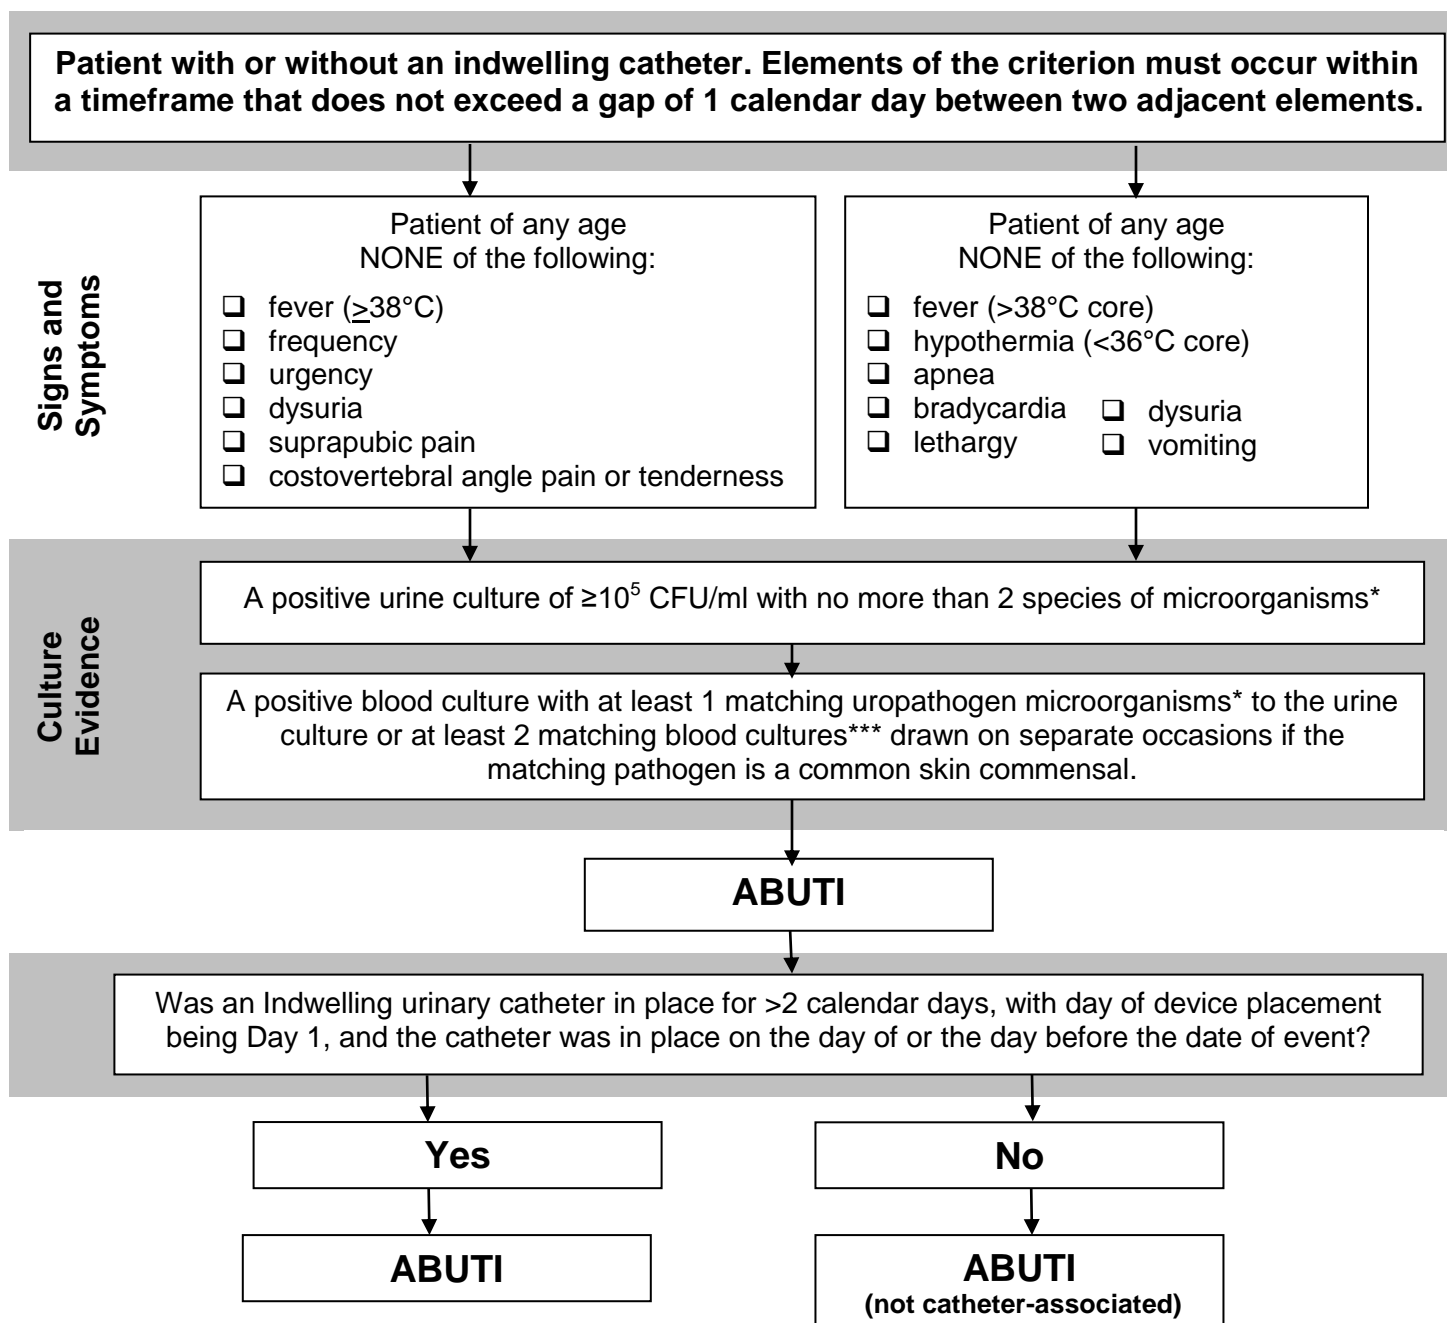 Patient with or without an indwelling catheter. Elements of the criterion must occur within
a timeframe that does not exceed a gap of 1 calendar day between two adjacent elements.
Signs and
Symptoms
Patient of any age
NONE of the following:
❑ fever (≥38°C)
❑ frequency
❑ urgency
❑ dysuria
❑ suprapubic pain
❑ costovertebral angle pain or tenderness
Patient of any age
NONE of the following:
❑ fever (>38°C core)
❑ hypothermia (<36°C core)
❑ apnea
❑ bradycardia ❑ dysuria
❑ lethargy ❑ vomiting
Culture
Evidence
A positive urine culture of ≥10⁵ CFU/ml with no more than 2 species of microorganisms*
A positive blood culture with at least 1 matching uropathogen microorganisms* to the urine
culture or at least 2 matching blood cultures*** drawn on separate occasions if the
matching pathogen is a common skin commensal.
ABUTI
Was an Indwelling urinary catheter in place for >2 calendar days, with day of device placement
being Day 1, and the catheter was in place on the day of or the day before the date of event?
Yes
No
ABUTI
ABUTI
(not catheter-associated)